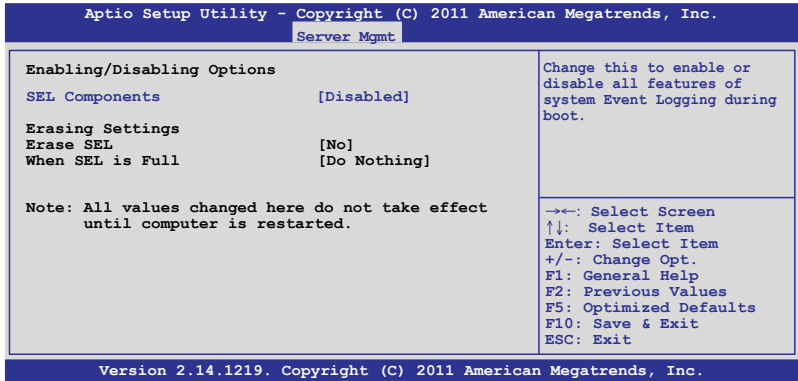 Aptio Setup Utility - Copyright (C) 2011 American Megatrends, Inc.
Server Mgmt
Enabling/Disabling Options
SEL Components [Disabled]
Erasing Settings
Erase SEL [No]
When SEL is Full [Do Nothing]
Note: All values changed here do not take effect
until computer is restarted.
Change this to enable or
disable all features of
system Event Logging during
boot.
→←: Select Screen
↑↓: Select Item
Enter: Select Item
+/-: Change Opt.
F1: General Help
F2: Previous Values
F5: Optimized Defaults
F10: Save & Exit
ESC: Exit
Version 2.14.1219. Copyright (C) 2011 American Megatrends, Inc.